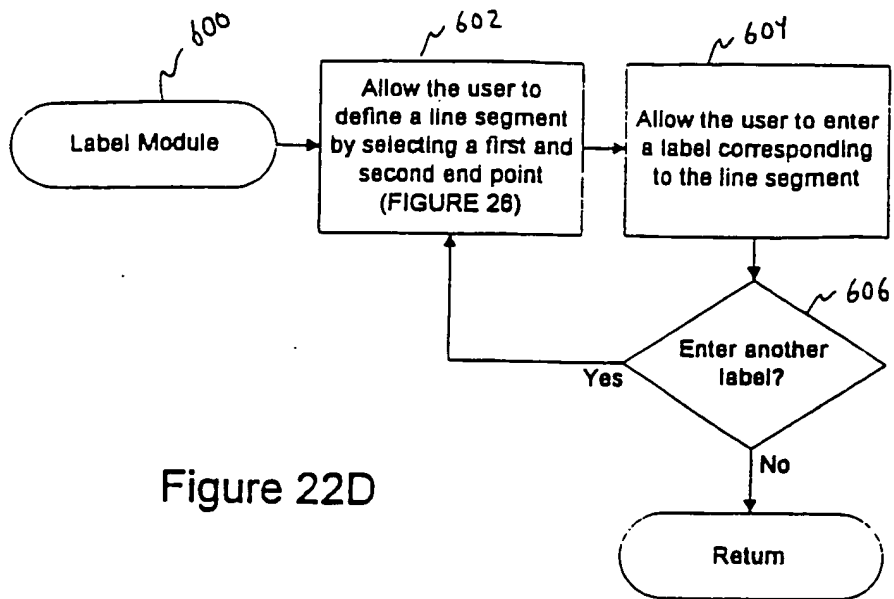 600
Label Module
602
Allow the user to
define a line segment
by selecting a first and
second end point
(FIGURE 26)
604
Allow the user to enter
a label corresponding
to the line segment
606
Enter another
label?
Yes
No
Return
Figure 22D